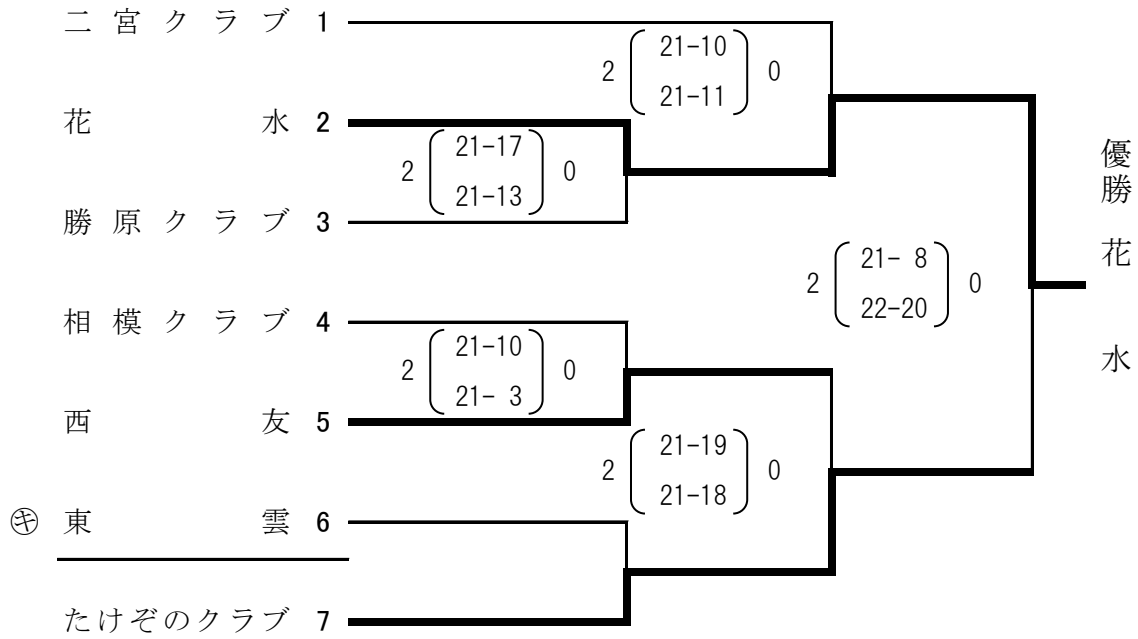 二宮クラブ 1
2 21-10 0
21-11
花水 2
2 21-17 0
21-13
勝原クラブ 3
優勝 花水
2 21- 8 0
22-20
相模クラブ 4
2 21-10 0
21- 3
西友 5
2 21-19 0
21-18
㋖ 東雲 6
たけぞのクラブ 7